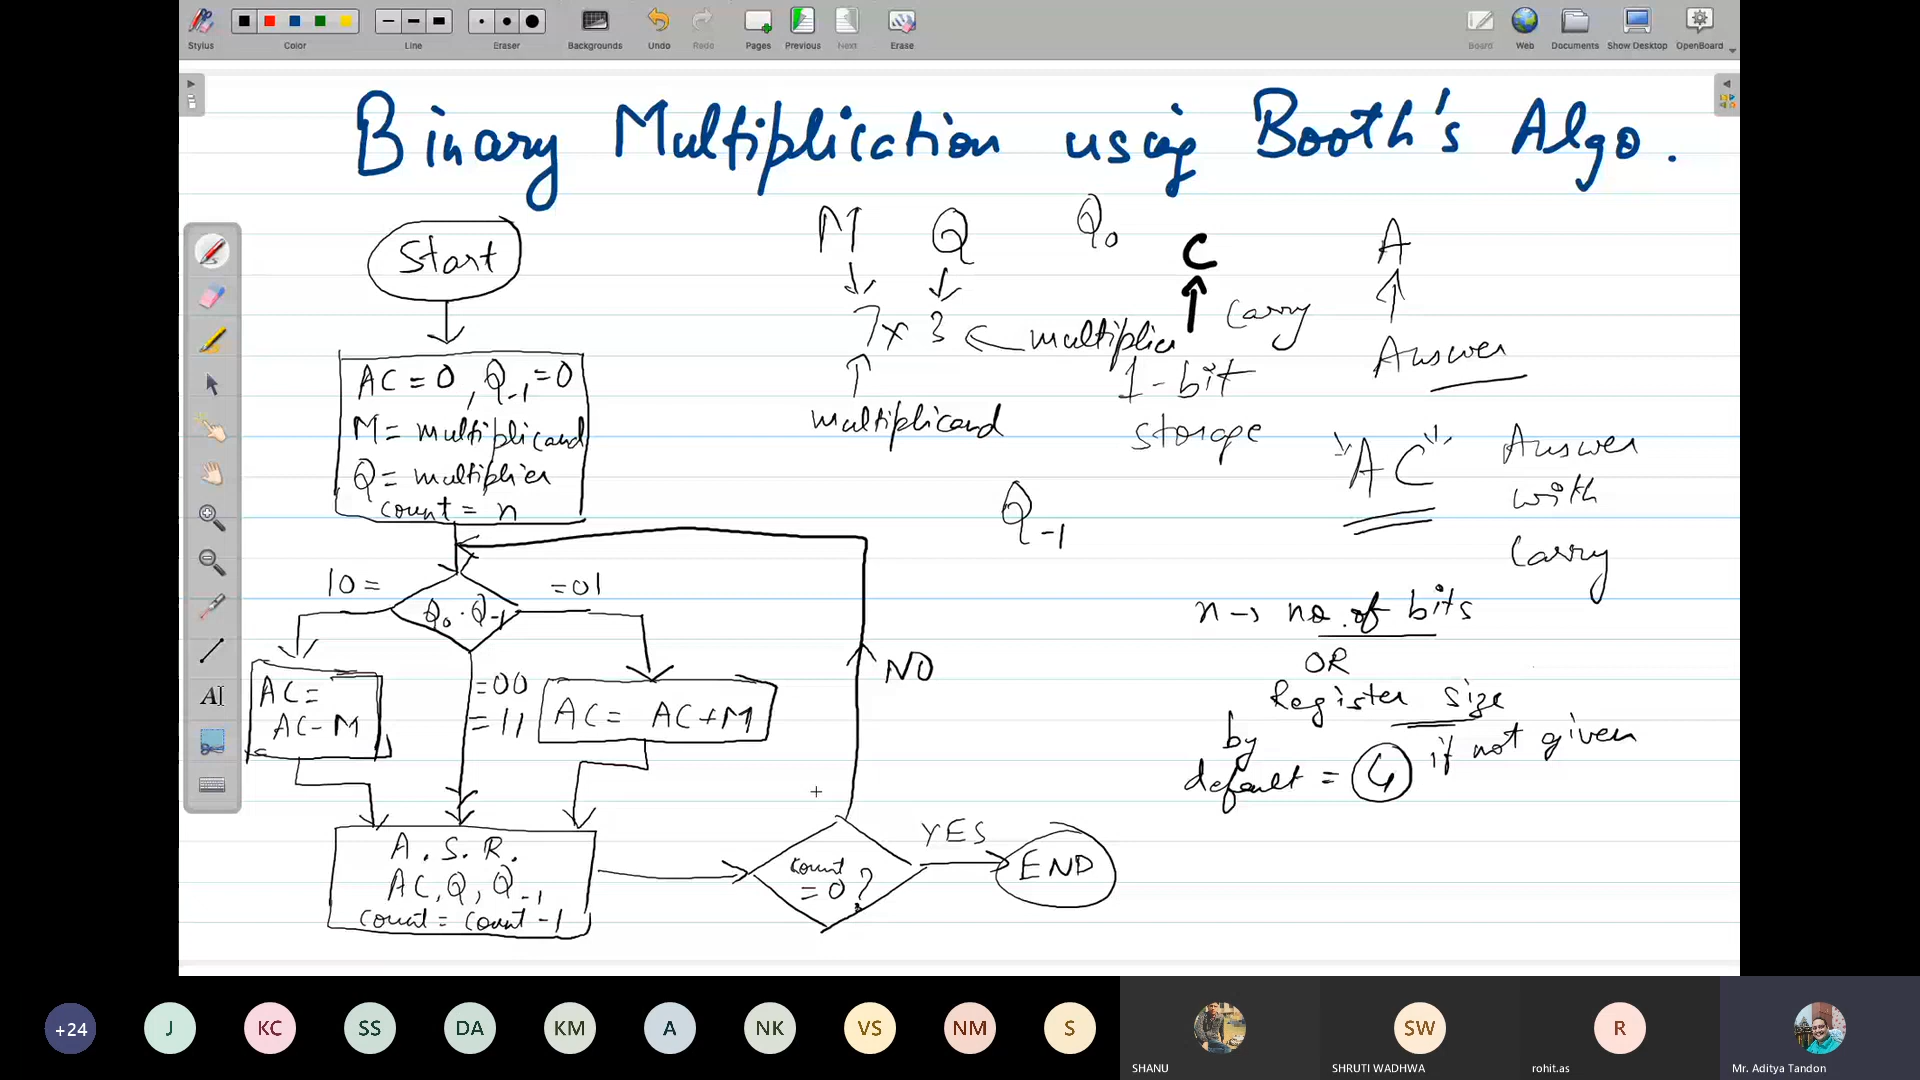 Stylus
Color
Line
Eraser
Backgrounds
Undo
Redo
Pages
Previous
Next
Erase
Board
Web
Documents
Show Desktop
OpenBoard
Binary Multiplication using Booth's Algo.
Start
AC = 0, Q-1 = 0
M = multiplicand
Q = multiplier
count = n
10 =
Q0 . Q-1
= 01
AC =
AC - M
= 00
= 11
AC = AC + M
A. S. R.
AC, Q, Q-1
count = count - 1
count
= 0 ?
NO
YES
END
M Q Q0 C A
7 x 3 multiplier
multiplicand
carry
1-bit
storage
Answer
Q-1
"AC" Answer
with
carry
n → no. of bits
OR
Register size
by
default = 4 if not given
+24
J
KC
SS
DA
KM
A
NK
VS
NM
S
SW
R
SHANU
SHRUTI WADHWA
rohit.as
Mr. Aditya Tandon
AI